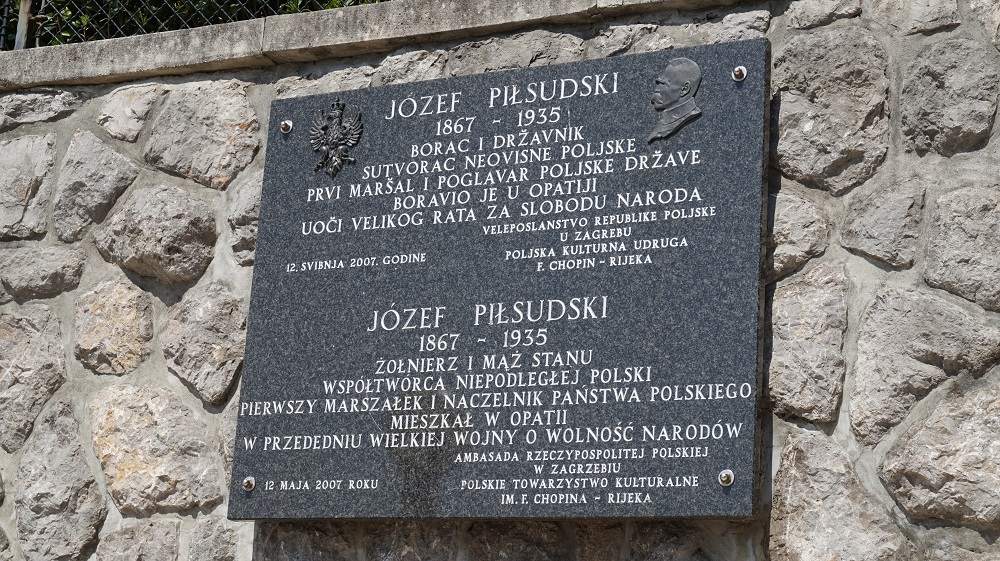 JÓZEF PIŁSUDSKI
1867 - 1935
BORAC I DRŽAVNIK
SUTVORAC NEOVISNE POLJSKE
PRVI MARŠAL I POGLAVAR POLJSKE DRŽAVE
BORAVIO JE U OPATIJI
UOČI VELIKOG RATA ZA SLOBODU NARODA
VELEPOSLANSTVO REPUBLIKE POLJSKE
U ZAGREBU
12. SVIBNJA 2007. GODINE
POLJSKA KULTURNA UDRUGA
F. CHOPIN - RIJEKA
JÓZEF PIŁSUDSKI
1867 - 1935
ŻOŁNIERZ I MĄŻ STANU
WSPÓŁTWÓRCA NIEPODLEGŁEJ POLSKI
PIERWSZY MARSZAŁEK I NACZELNIK PAŃSTWA POLSKIEGO
MIESZKAŁ W OPATII
W PRZEDEDNIU WIELKIEJ WOJNY O WOLNOŚĆ NARODÓW
AMBASADA RZECZYPOSPOLITEJ POLSKIEJ
W ZAGRZEBIU
12 MAJA 2007 ROKU
POLSKIE TOWARZYSTWO KULTURALNE
IM. F. CHOPINA - RIJEKA